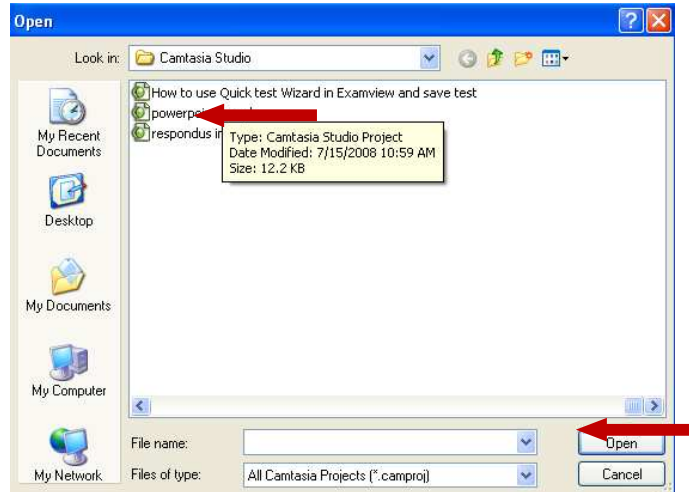 Open
Look in: Camtasia Studio
How to use Quick test Wizard in Examview and save test
respondus
Type: Camtasia Studio Project
Date Modified: 7/15/2008 10:59 AM
Size: 12.2 KB
My Recent
Documents
Desktop
My Documents
My Computer
My Network
File name:
Open
Files of type: All Camtasia Projects (*.camproj)
Cancel